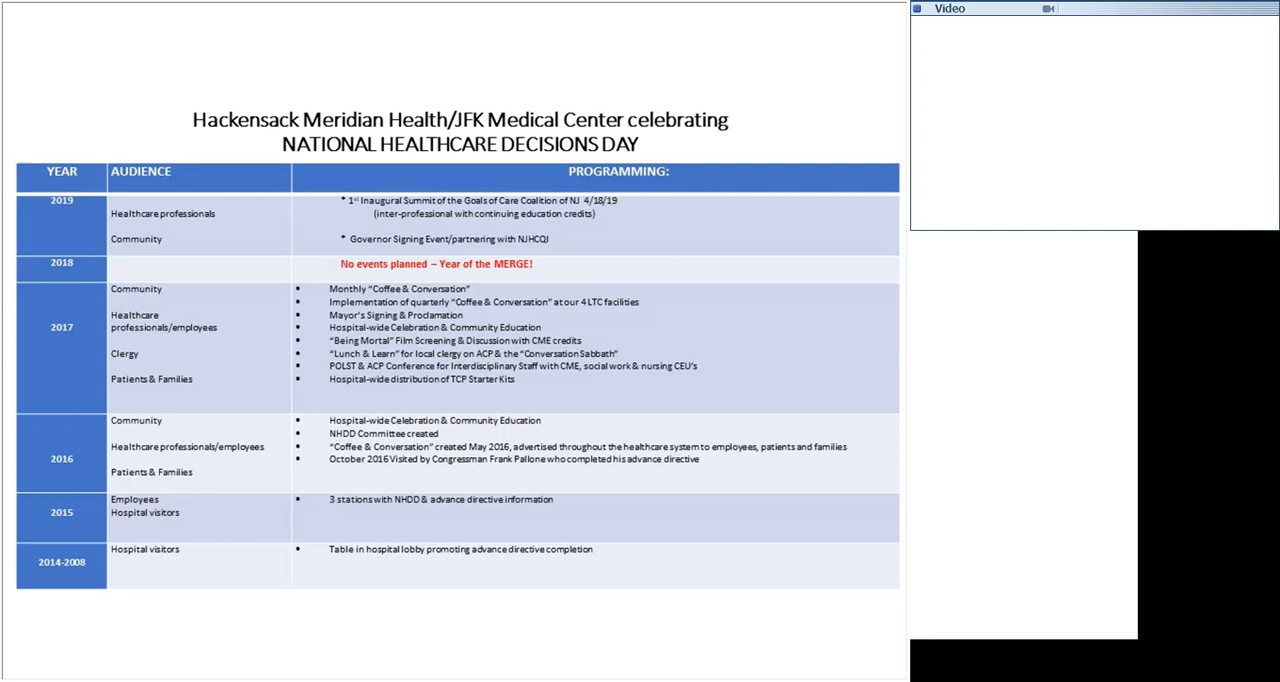 Video
Hackensack Meridian Health/JFK Medical Center celebrating
NATIONAL HEALTHCARE DECISIONS DAY
YEAR AUDIENCE PROGRAMMING:
2019
* 1st Inaugural Summit of the Goals of Care Coalition of NJ 4/18/19
Healthcare professionals (inter-professional with continuing education credits)
Community * Governor Signing Event/partnering with NJHCQI
2018 No events planned – Year of the MERGE!
2017
Community
Healthcare
professionals/employees
Clergy
Patients & Families
• Monthly “Coffee & Conversation”
• Implementation of quarterly “Coffee & Conversation” at our 4 LTC facilities
• Mayor’s Signing & Proclamation
• Hospital-wide Celebration & Community Education
• “Being Mortal” Film Screening & Discussion with CME credits
• “Lunch & Learn” for local clergy on ACP & the “Conversation Sabbath”
• POLST & ACP Conference for Interdisciplinary Staff with CME, social work & nursing CEU’s
• Hospital-wide distribution of TCP Starter Kits
2016
Community
Healthcare professionals/employees
Patients & Families
• Hospital-wide Celebration & Community Education
• NHDD Committee created
• “Coffee & Conversation” created May 2016, advertised throughout the healthcare system to employees, patients and families
• October 2016 Visited by Congressman Frank Pallone who completed his advance directive
2015
Employees
Hospital visitors
• 3 stations with NHDD & advance directive information
2014-2008
Hospital visitors
• Table in hospital lobby promoting advance directive completion